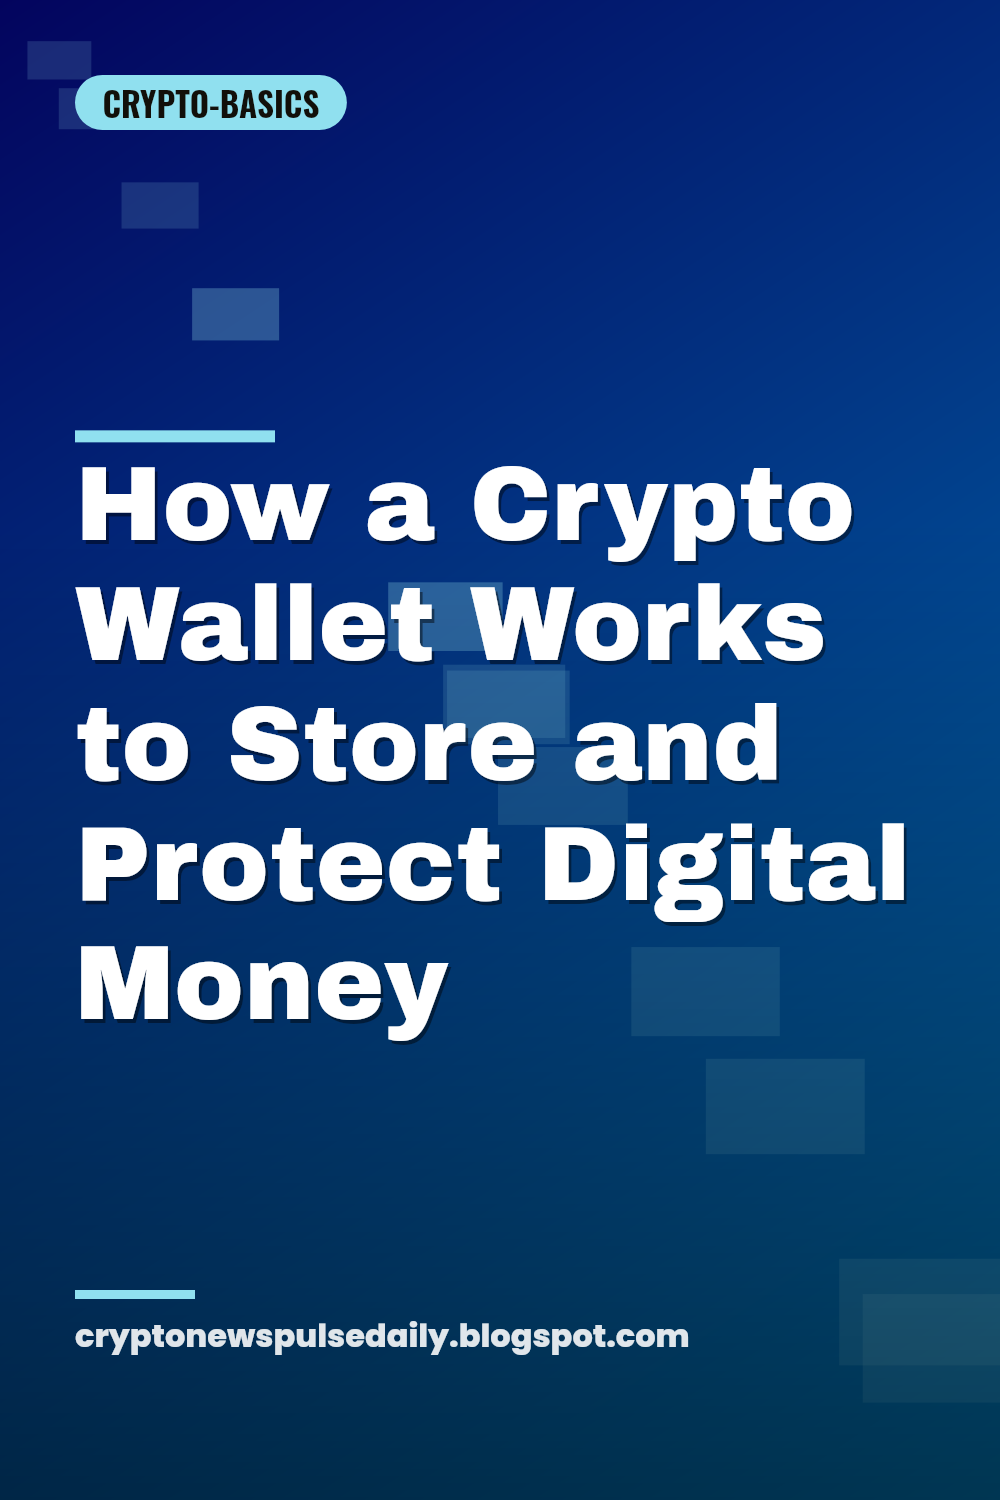 CRYPTO-BASICS
How a Crypto
Wallet Works
to Store and
Protect Digital
Money
cryptonewspulsedaily.blogspot.com